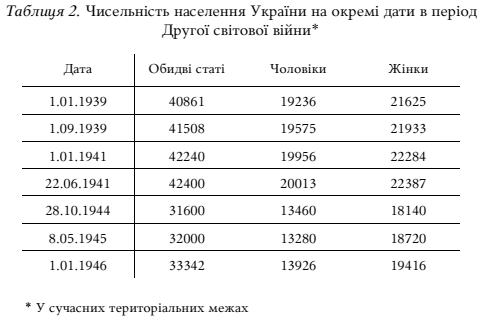 Таблиця 2. Чисельність населення України на окремі дати в період
Другої світової війни*
Дата Обидві статі Чоловіки Жінки
1.01.1939 40861 19236 21625
1.09.1939 41508 19575 21933
1.01.1941 42240 19956 22284
22.06.1941 42400 20013 22387
28.10.1944 31600 13460 18140
8.05.1945 32000 13280 18720
1.01.1946 33342 13926 19416
* У сучасних територіальних межах